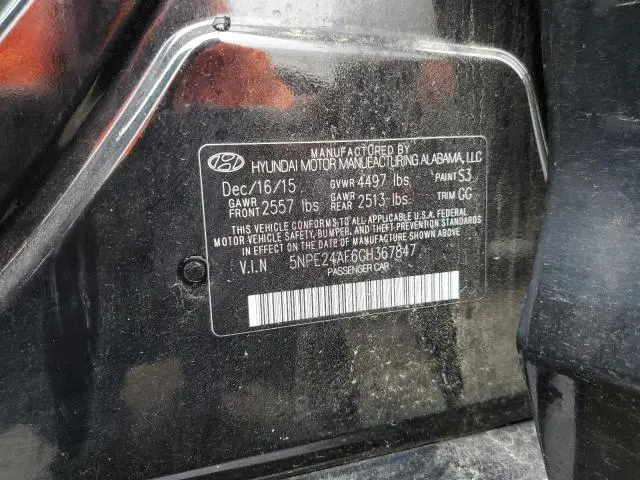 MANUFACTURED BY
HYUNDAI MOTOR MANUFACTURING ALABAMA, LLC
Dec/16/15 GVWR 4497 lbs PAINT S3
GAWR FRONT 2557 lbs GAWR REAR 2513 lbs TRIM GG
THIS VEHICLE CONFORMS TO ALL APPLICABLE U.S.A. FEDERAL
MOTOR VEHICLE SAFETY, BUMPER, AND THEFT PREVENTION
STANDARDS IN EFFECT ON THE DATE OF MANUFACTURE SHOWN ABOVE.
V.I.N 5NPE24AF6GH367847
PASSENGER CAR